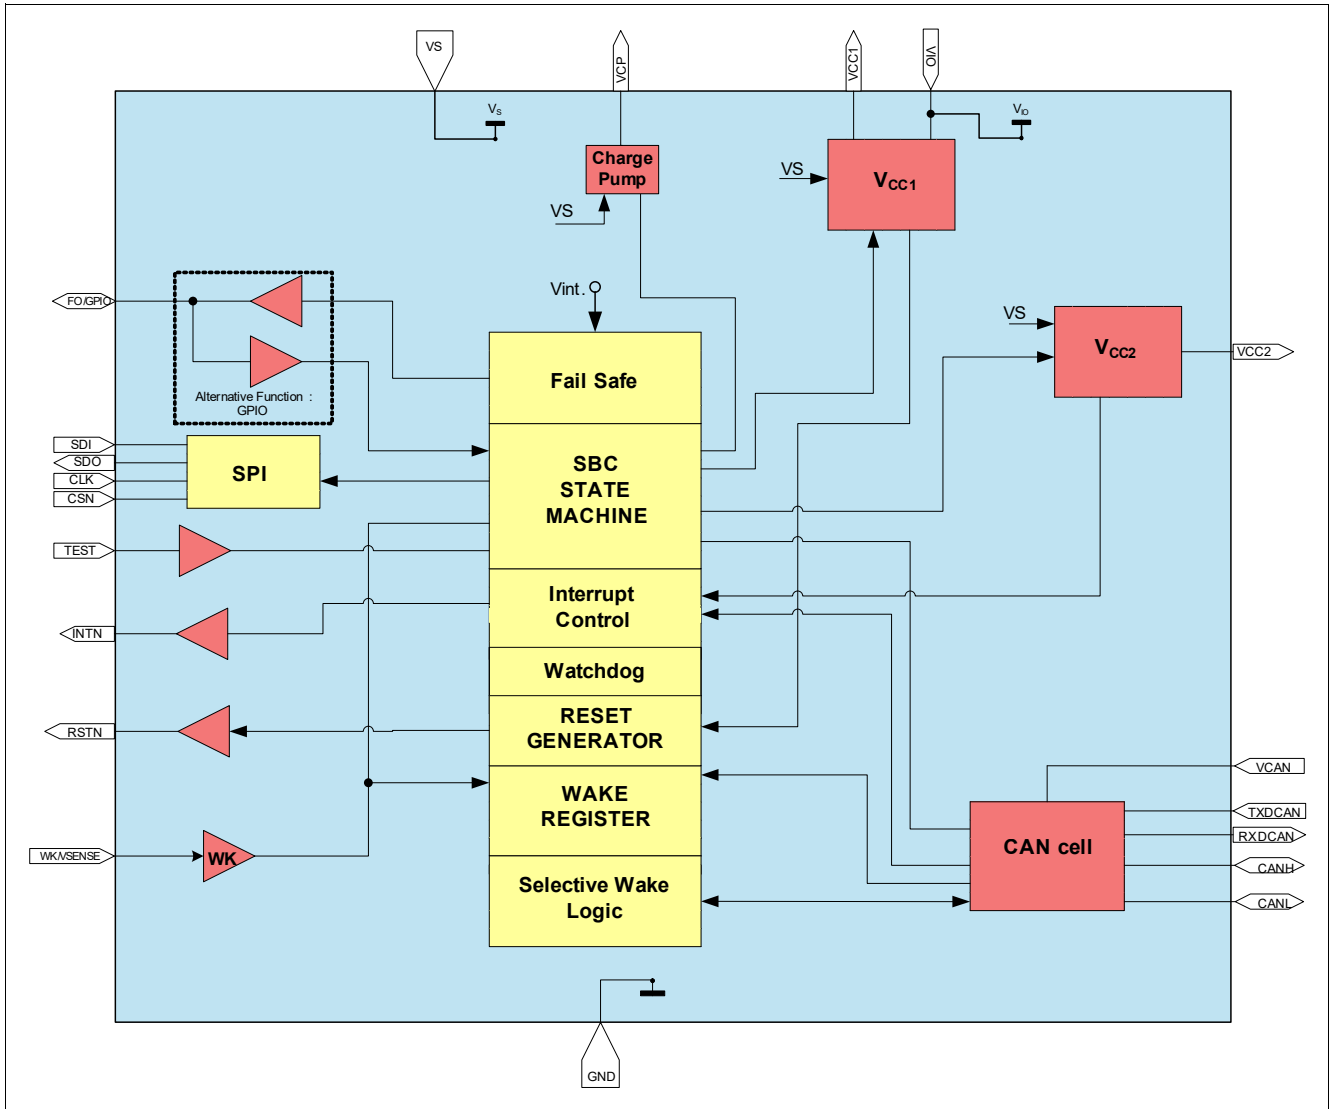 VS
VCP
VCC1
VIO
VS
VIO
Charge
Pump
VS
VCC1
VS
FO/GPIO
Vint.
VS
VCC2
VCC2
Fail Safe
Alternative Function :
GPIO
SDI
SDO
CLK
CSN
SPI
SBC
STATE
MACHINE
TEST
Interrupt
Control
INTN
Watchdog
RESET
GENERATOR
RSTN
WAKE
REGISTER
VCAN
TXDCAN
RXDCAN
CANH
CANL
CAN cell
WK/VSENSE
WK
Selective Wake
Logic
GND